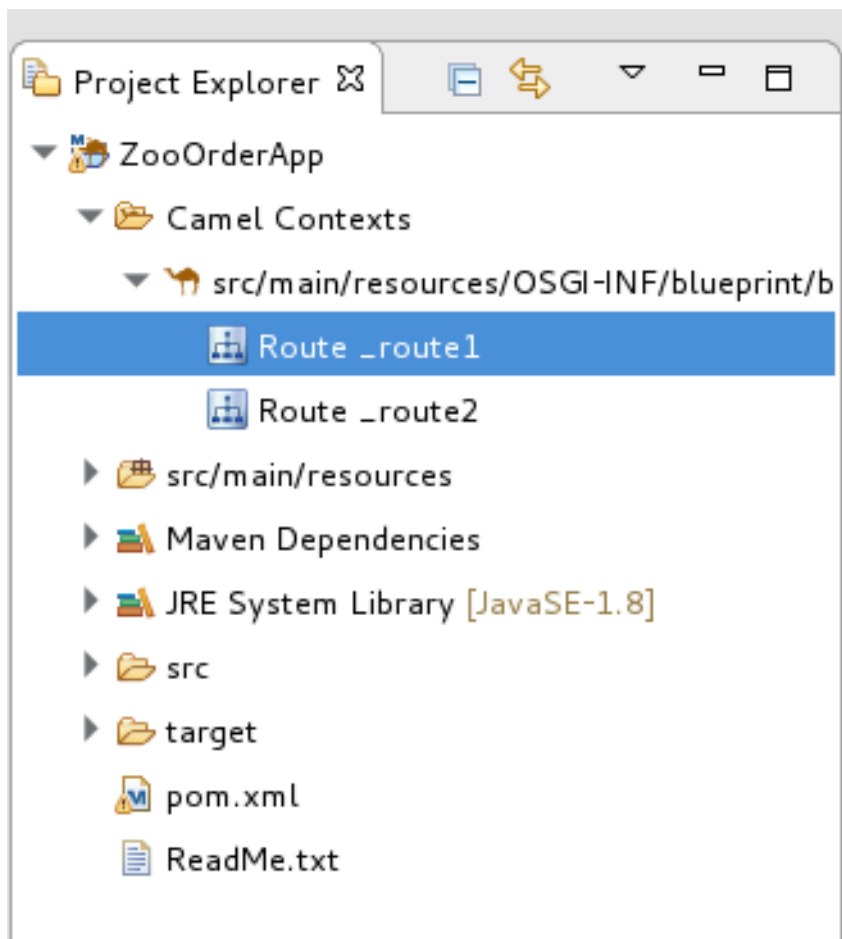 Project Explorer
ZooOrderApp
Camel Contexts
src/main/resources/OSGI-INF/blueprint/b
Route _route1
Route _route2
src/main/resources
Maven Dependencies
JRE System Library [JavaSE-1.8]
src
target
pom.xml
ReadMe.txt